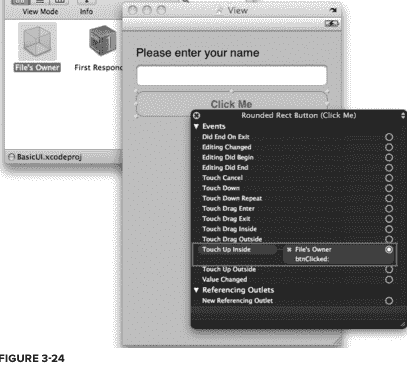 View Mode
Info
View
File's Owner
First Respond
BasicUI.xcodeproj
Please enter your name
Click Me
Rounded Rect Button (Click Me)
Events
Did End On Exit
Editing Changed
Editing Did Begin
Editing Did End
Touch Cancel
Touch Down
Touch Down Repeat
Touch Drag Enter
Touch Drag Exit
Touch Drag Inside
Touch Drag Outside
Touch Up Inside
File's Owner
btnClicked:
Touch Up Outside
Value Changed
Referencing Outlets
New Referencing Outlet
FIGURE 3-24